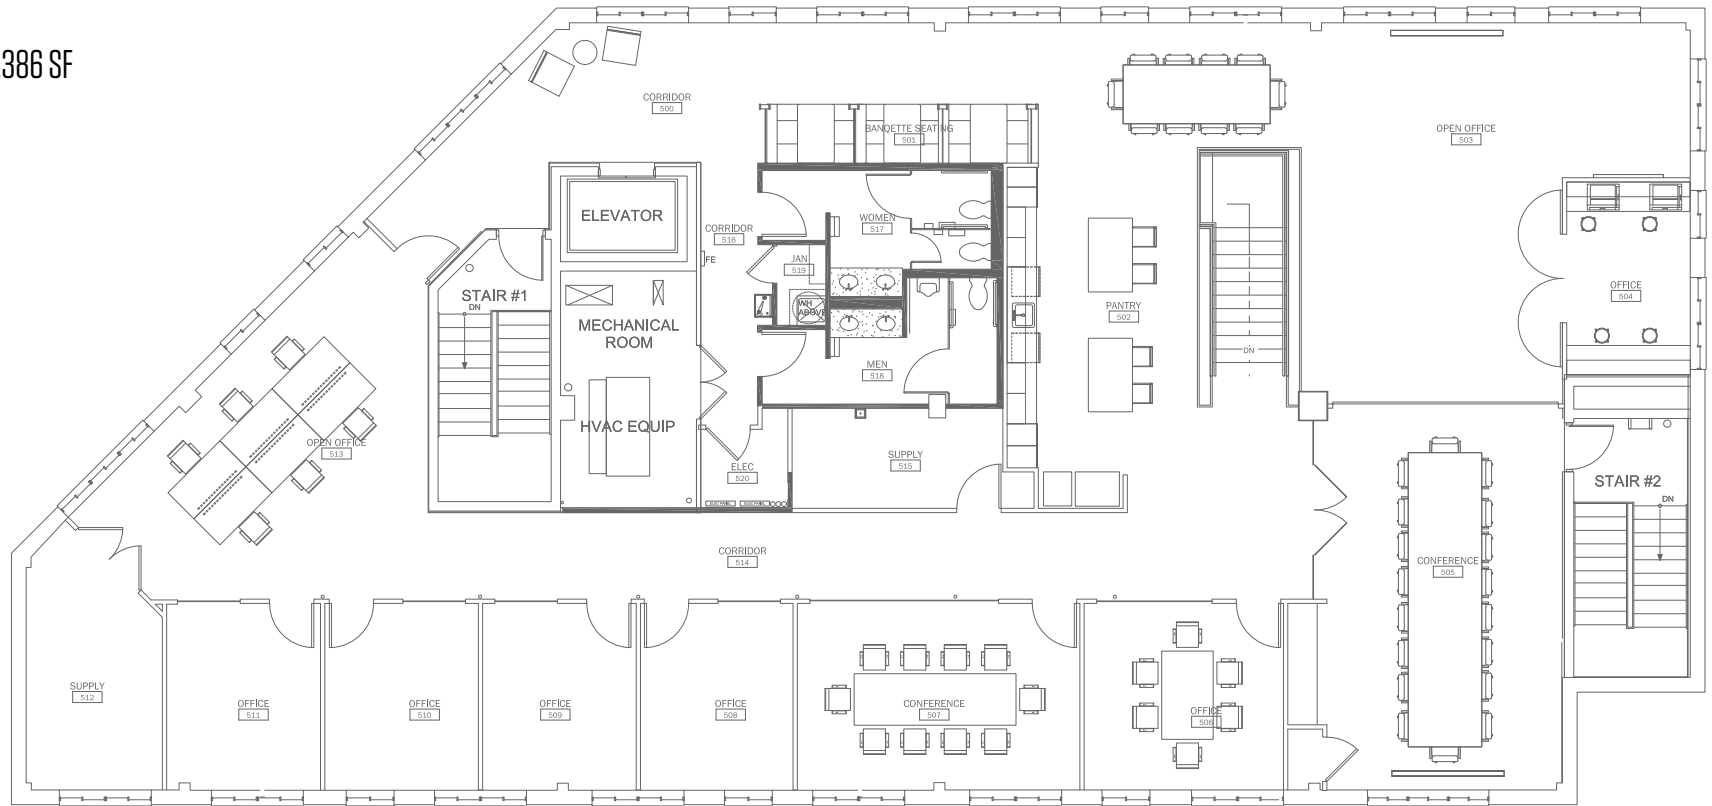 386 SF
CORRIDOR
500
BANQETTE SEATING
501
OPEN OFFICE
503
ELEVATOR
CORRIDOR
516
WOMEN
517
FE
JAN
519
STAIR #1
DN
WH
ABOVE
MECHANICAL
ROOM
PANTRY
502
OFFICE
504
DN
MEN
518
HVAC EQUIP
OPEN OFFICE
513
ELEC
520
SUPPLY
515
STAIR #2
DN
CORRIDOR
514
CONFERENCE
505
SUPPLY
512
OFFICE
511
OFFICE
510
OFFICE
509
OFFICE
508
CONFERENCE
507
OFFICE
506